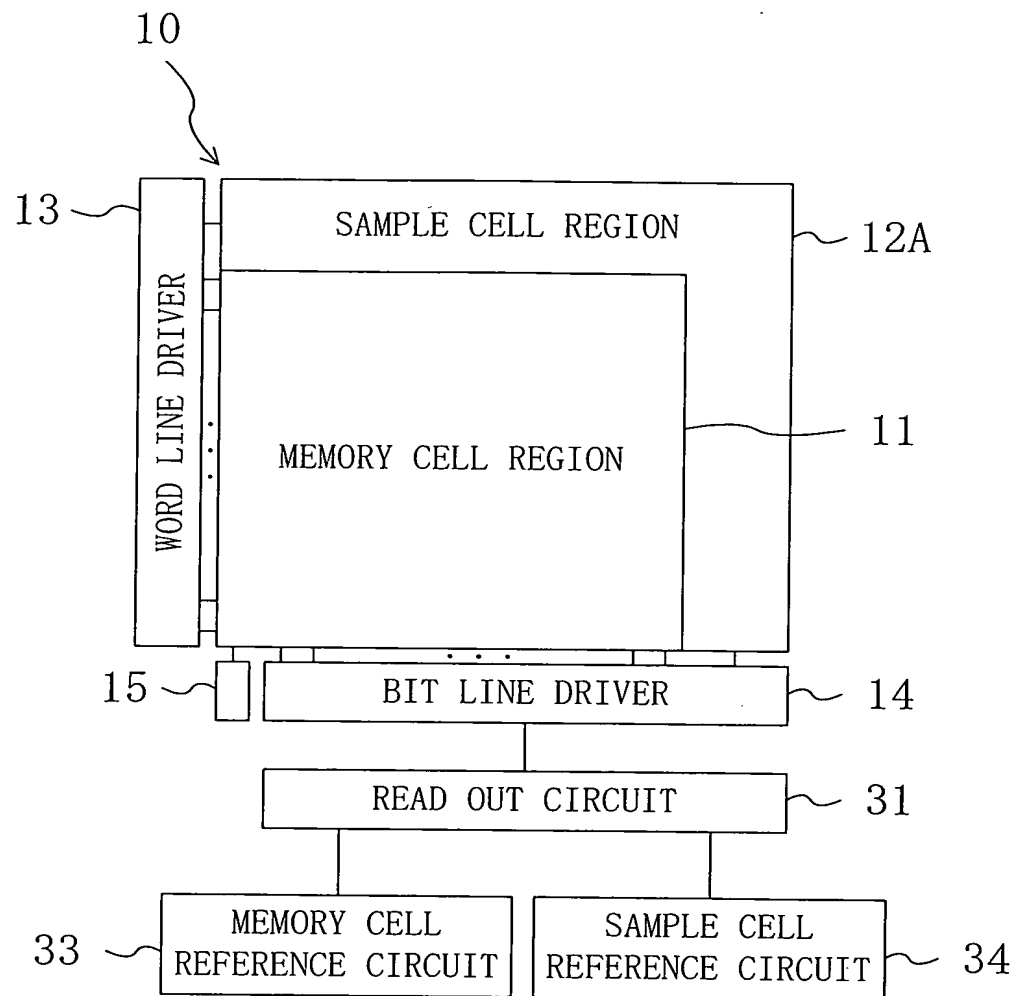 10
13
SAMPLE CELL REGION
12A
WORD LINE DRIVER
MEMORY CELL REGION
11
15
BIT LINE DRIVER
14
READ OUT CIRCUIT
31
33
MEMORY CELL
REFERENCE CIRCUIT
SAMPLE CELL
REFERENCE CIRCUIT
34